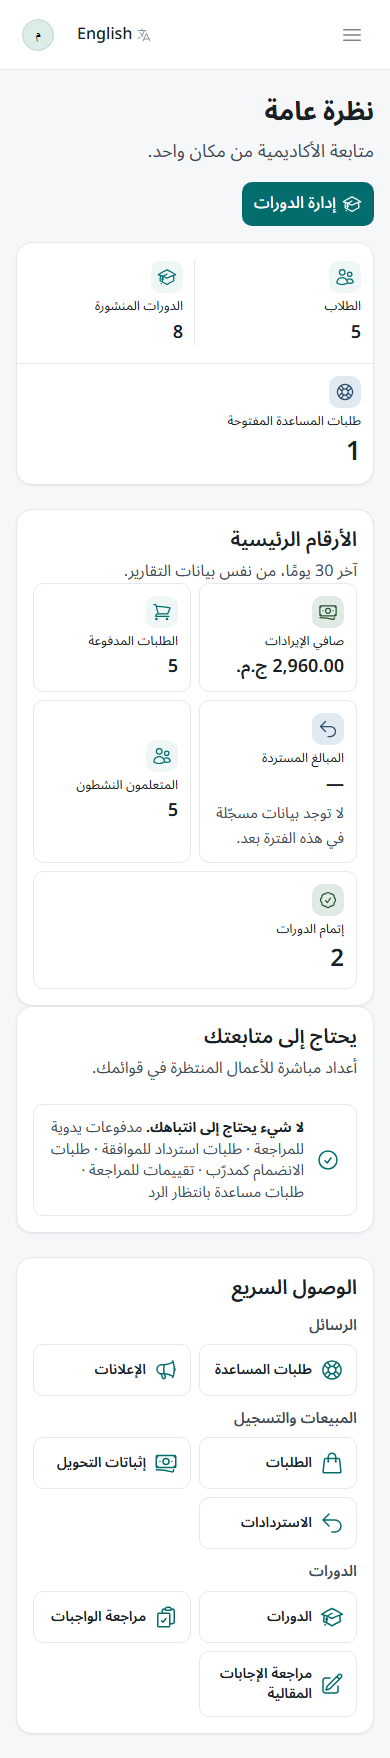 English
م
نظرة عامة
متابعة الأكاديمية من مكان واحد.
إدارة الدورات
الطلاب
5
الدورات المنشورة
8
طلبات المساعدة المفتوحة
1
الأرقام الرئيسية
آخر 30 يومًا، من نفس بيانات التقارير.
صافي الإيرادات
2,960.00 ج.م.
الطلبات المدفوعة
5
المبالغ المستردة
—
لا توجد بيانات مسجّلة
في هذه الفترة بعد.
المتعلمون النشطون
5
إتمام الدورات
2
يحتاج إلى متابعتك
أعداد مباشرة للأعمال المنتظرة في قوائمك.
لا شيء يحتاج إلى انتباهك. مدفوعات يدوية
للمراجعة · طلبات استرداد للموافقة · طلبات
الانضمام كمدرّب · تقييمات للمراجعة ·
طلبات مساعدة بانتظار الرد
الوصول السريع
الرسائل
طلبات المساعدة
الإعلانات
المبيعات والتسجيل
الطلبات
إثباتات التحويل
الاستردادات
الدورات
الدورات
مراجعة الواجبات
مراجعة الإجابات
المقالية